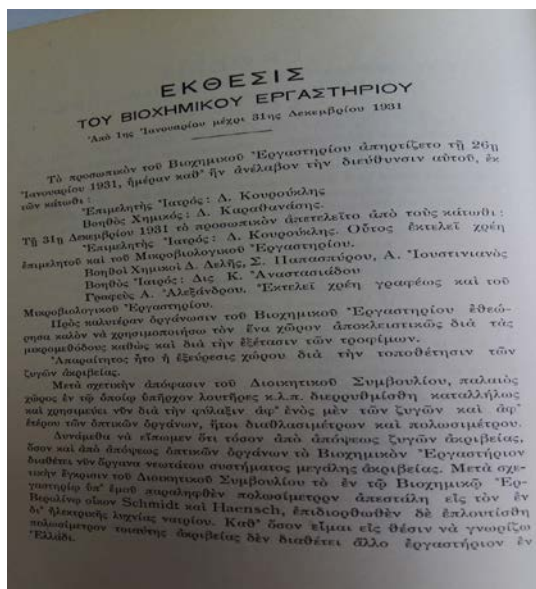 ΕΚΘΕΣΙΣ
ΤΟΥ ΒΙΟΧΗΜΙΚΟΥ ΕΡΓΑΣΤΗΡΙΟΥ
Ἀπὸ 1ης Ἰανουαρίου μέχρι 31ης Δεκεμβρίου 1931
Τὸ προσωπικὸν τοῦ Βιοχημικοῦ Ἐργαστηρίου ἀπηρτίζετο τῇ 26η
Ἰανουαρίου 1931, ἡμέραν καθ' ἣν ἀνέλαβον τὴν διεύθυνσιν αὐτοῦ, ἐκ
τῶν κάτωθι :
Ἐπιμελητὴς Ἰατρός : Δ. Κουρούκλης
Βοηθὸς Χημικός : Δ. Καραθανάσης.
Τῇ 31ῃ Δεκεμβρίου 1931 τὸ προσωπικὸν ἀπετελεῖτο ἀπὸ τοὺς κάτωθι :
Ἐπιμελητὴς Ἰατρός : Δ. Κουρούκλης. Οὗτος ἐκτελεῖ χρέη
ἐπιμελητοῦ καὶ τοῦ Μικροβιολογικοῦ Ἐργαστηρίου.
Βοηθοὶ Χημικοὶ Δ. Δελῆς, Σ. Παπασπύρου, Α. Ἰουστινιανὸς
Βοηθὸς Ἰατρός : Δις Κ. Ἀναστασιάδου
Γραφεὺς Α. Ἀλεξάνδρου. Ἐκτελεῖ χρέη γραφέως καὶ τοῦ
Μικροβιολογικοῦ Ἐργαστηρίου.
Πρὸς καλυτέραν ὀργάνωσιν τοῦ Βιοχημικοῦ Ἐργαστηρίου ἐθεώ-
ρησα καλὸν νὰ χρησιμοποιήσω τὸν ἕνα χῶρον ἀποκλειστικῶς διὰ τὰς
μικρομεθόδους καθὼς καὶ διὰ τὴν ἐξέτασιν τῶν τροφίμων.
Ἀπαραίτητος ἦτο ἡ ἐξεύρεσις χώρου διὰ τὴν τοποθέτησιν τῶν
ζυγῶν ἀκριβείας.
Μετὰ σχετικὴν ἀπόφασιν τοῦ Διοικητικοῦ Συμβουλίου, παλαιὸς
χῶρος ἐν τῷ ὁποίῳ ὑπῆρχον λουτῆρες κ.λ.π. διερρυθμίσθη καταλλήλως
καὶ χρησιμεύει νῦν διὰ τὴν φύλαξιν ἀφ' ἑνὸς μὲν τῶν ζυγῶν καὶ ἀφ'
ἑτέρου τῶν ὀπτικῶν ὀργάνων, ἤτοι διαθλασιμέτρων καὶ πολωσιμέτρου.
Δυνάμεθα νὰ εἴπωμεν ὅτι τόσον ἀπὸ ἀπόψεως ζυγῶν ἀκριβείας,
ὅσον καὶ ἀπὸ ἀπόψεως ὀπτικῶν ὀργάνων τὸ Βιοχημικὸν Ἐργαστήριον
διαθέτει νῦν ὄργανα νεωτάτου συστήματος μεγάλης ἀκριβείας. Μετὰ σχε-
τικὴν ἔγκρισιν τοῦ Διοικητικοῦ Συμβουλίου τὸ ἐν τῷ Βιοχημικῷ Ἐρ-
γαστηρίῳ ὑπ' ἐμοῦ παραληφθὲν πολωσίμετρον ἀπεστάλη εἰς τὸν ἐν
Βερολίνῳ οἶκον Schmidt καὶ Haensch, ἐπιδιορθωθὲν δὲ ἐπλουτίσθη
δι' ἠλεκτρικῆς λυχνίας νατρίου. Καθ' ὅσον εἶμαι εἰς θέσιν νὰ γνωρίζω
πολωσίμετρον τοιαύτης ἀκριβείας δὲν διαθέτει ἄλλο ἐργαστήριον ἐν
Ἑλλάδι.